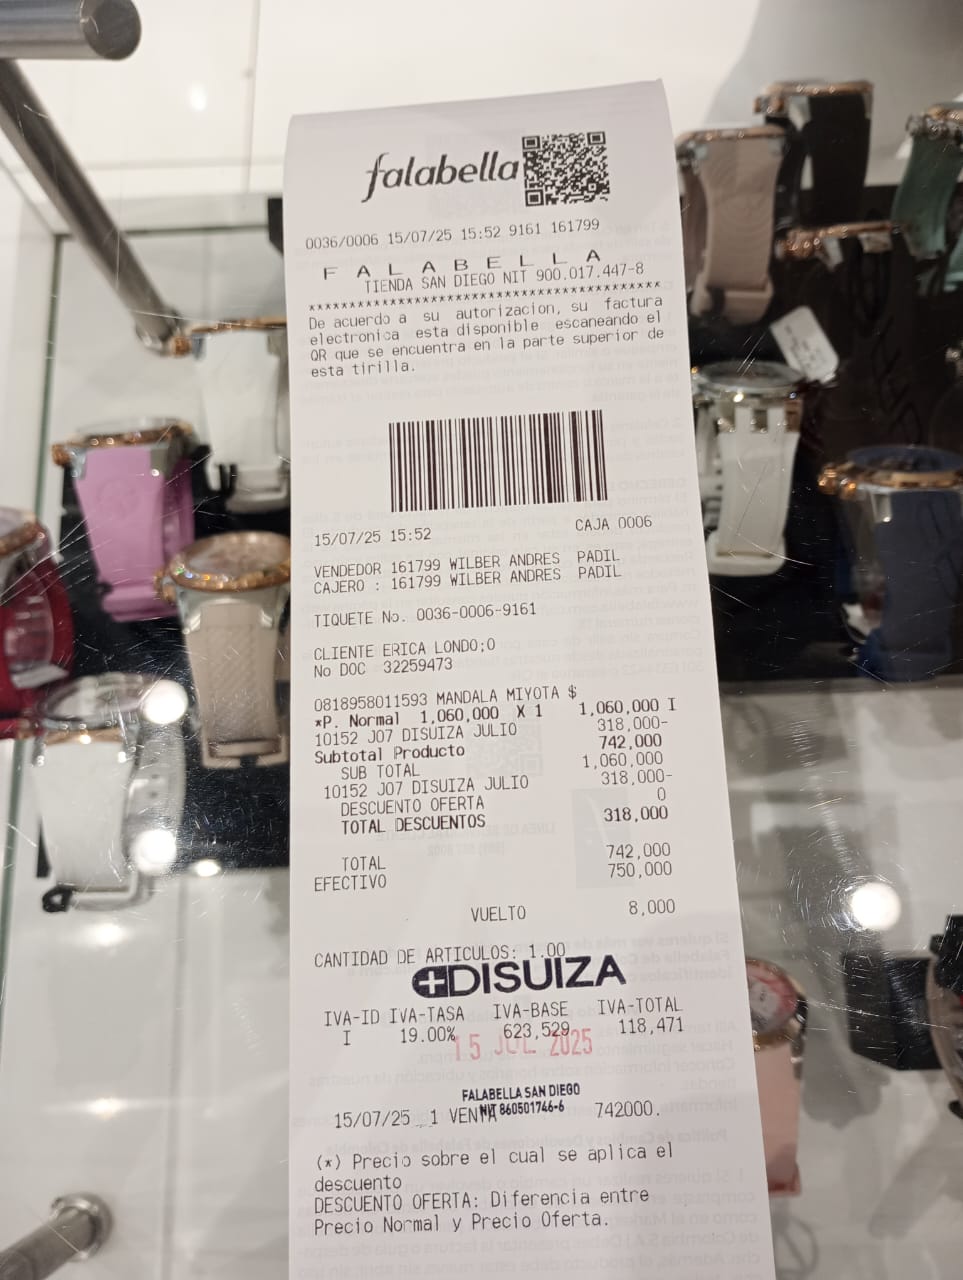 falabella
0036/0006 15/07/25 15:52 9161 161799
F A L A B E L L A
TIENDA SAN DIEGO NIT 900.017.447-8
****************************************
De acuerdo a su autorizacion, su factura
electronica esta disponible escaneando el
QR que se encuentra en la parte superior de
esta tirilla.
15/07/25 15:52 CAJA 0006
VENDEDOR 161799 WILBER ANDRES PADIL
CAJERO : 161799 WILBER ANDRES PADIL
TIQUETE No. 0036-0006-9161
CLIENTE ERICA LONDO;O
No DOC 32259473
0818958011593 MANDALA MIYOTA $
*P. Normal 1,060,000 X 1 1,060,000 I
10152 J07 DISUIZA JULIO 318,000-
Subtotal Producto 742,000
SUB TOTAL 1,060,000
10152 J07 DISUIZA JULIO 318,000-
DESCUENTO OFERTA 0
TOTAL DESCUENTOS 318,000
TOTAL 742,000
EFECTIVO 750,000
VUELTO 8,000
CANTIDAD DE ARTICULOS: 1.00
DISUIZA
IVA-ID IVA-TASA IVA-BASE IVA-TOTAL
I 19.00% 623,529 118,471
15 JUL 2025
FALABELLA SAN DIEGO
NIT 860501746-6
15/07/25 1 VENTA 742000.
(*) Precio sobre el cual se aplica el
descuento
DESCUENTO OFERTA: Diferencia entre
Precio Normal y Precio Oferta.